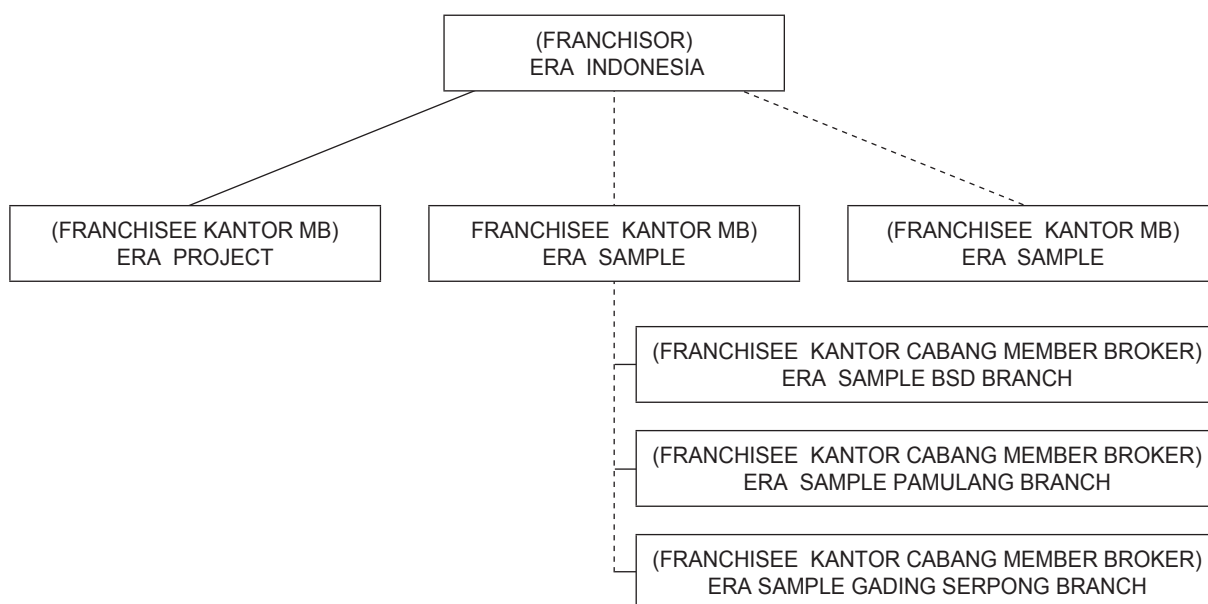 (FRANCHISOR)
ERA INDONESIA
(FRANCHISEE KANTOR MB)
ERA PROJECT
FRANCHISEE KANTOR MB)
ERA SAMPLE
(FRANCHISEE KANTOR MB)
ERA SAMPLE
(FRANCHISEE KANTOR CABANG MEMBER BROKER)
ERA SAMPLE BSD BRANCH
(FRANCHISEE KANTOR CABANG MEMBER BROKER)
ERA SAMPLE PAMULANG BRANCH
(FRANCHISEE KANTOR CABANG MEMBER BROKER)
ERA SAMPLE GADING SERPONG BRANCH